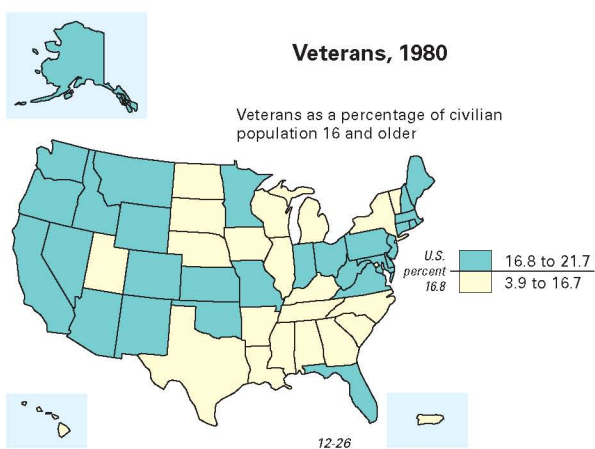 Veterans, 1980
Veterans as a percentage of civilian
population 16 and older
U.S.
percent
16.8
16.8 to 21.7
3.9 to 16.7
12-26